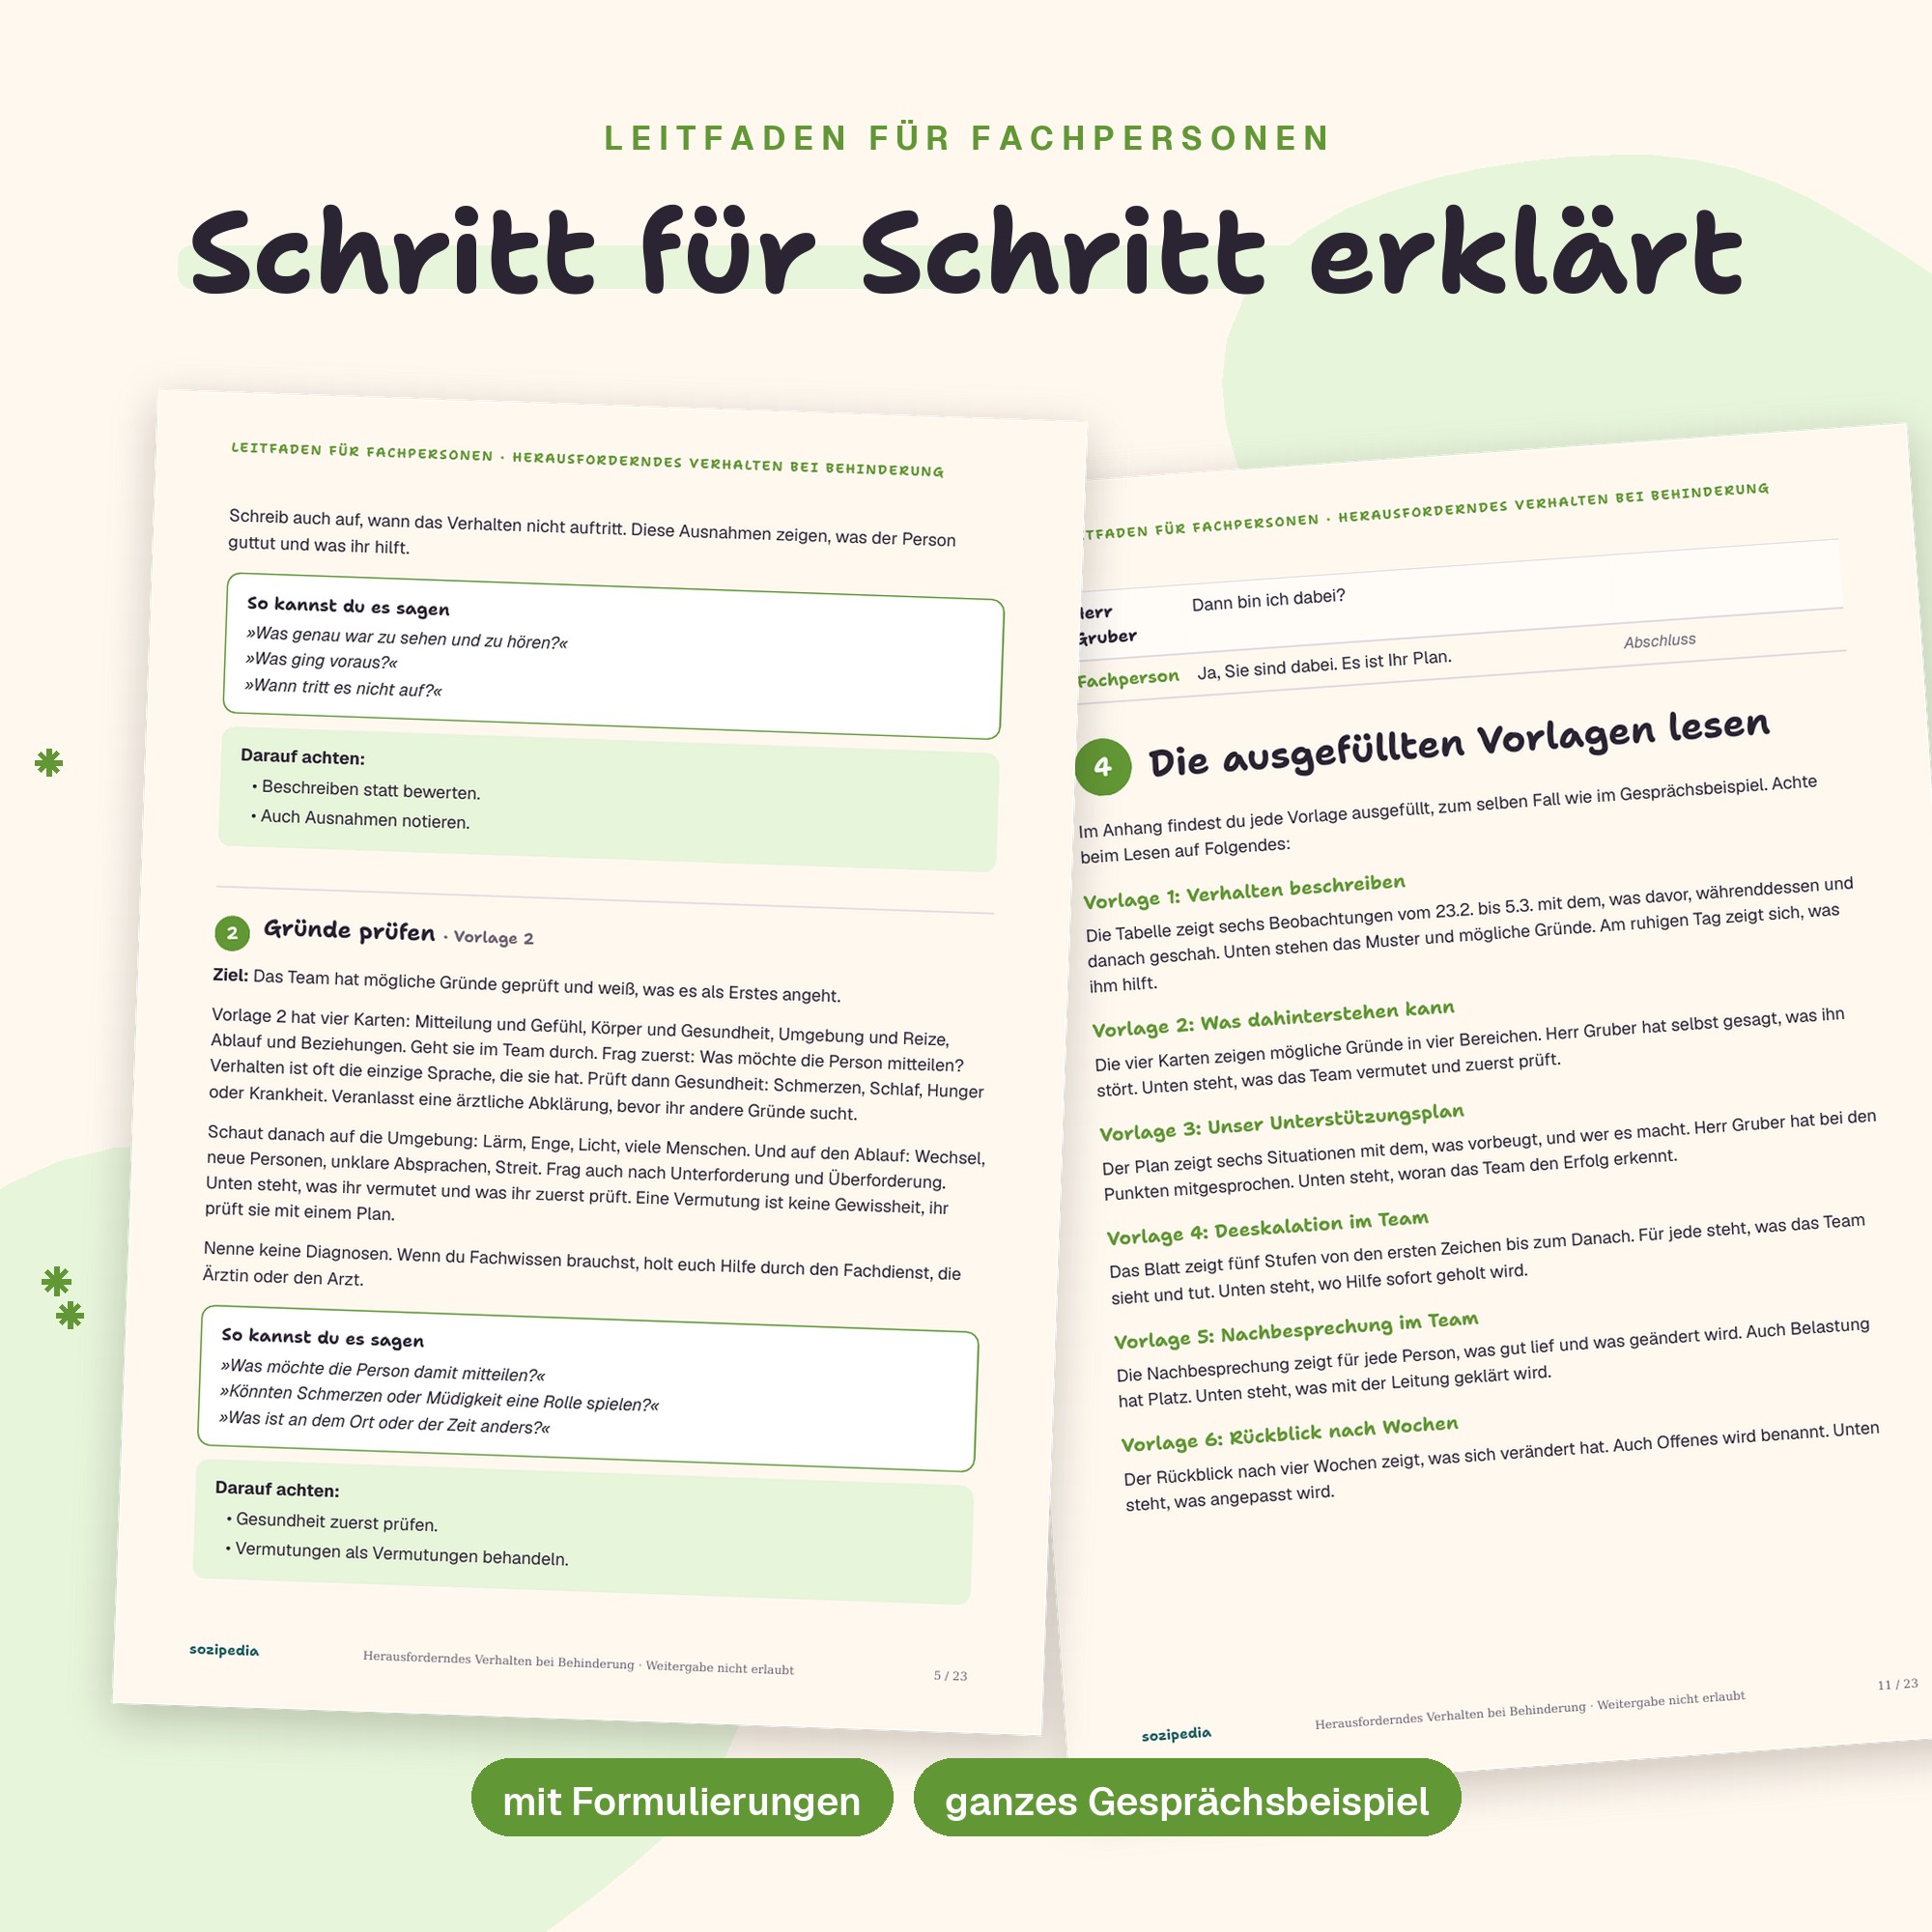 LEITFADEN FÜR FACHPERSONEN
Schritt für Schritt erklärt
LEITFADEN FÜR FACHPERSONEN · HERAUSFORDERNDES VERHALTEN BEI BEHINDERUNG
Schreib auch auf, wann das Verhalten nicht auftritt. Diese Ausnahmen zeigen, was der Person
guttut und was ihr hilft.
So kannst du es sagen
»Was genau war zu sehen und zu hören?«
»Was ging voraus?«
»Wann tritt es nicht auf?«
Darauf achten:
• Beschreiben statt bewerten.
• Auch Ausnahmen notieren.
2 Gründe prüfen · Vorlage 2
Ziel: Das Team hat mögliche Gründe geprüft und weiß, was es als Erstes angeht.
Vorlage 2 hat vier Karten: Mitteilung und Gefühl, Körper und Gesundheit, Umgebung und Reize,
Ablauf und Beziehungen. Geht sie im Team durch. Frag zuerst: Was möchte die Person mitteilen?
Verhalten ist oft die einzige Sprache, die sie hat. Prüft dann Gesundheit: Schmerzen, Schlaf, Hunger
oder Krankheit. Veranlasst eine ärztliche Abklärung, bevor ihr andere Gründe sucht.
Schaut danach auf die Umgebung: Lärm, Enge, Licht, viele Menschen. Und auf den Ablauf: Wechsel,
neue Personen, unklare Absprachen, Streit. Frag auch nach Unterforderung und Überforderung.
Unten steht, was ihr vermutet und was ihr zuerst prüft. Eine Vermutung ist keine Gewissheit, ihr
prüft sie mit einem Plan.
Nenne keine Diagnosen. Wenn du Fachwissen brauchst, holt euch Hilfe durch den Fachdienst, die
Ärztin oder den Arzt.
So kannst du es sagen
»Was möchte die Person damit mitteilen?«
»Könnten Schmerzen oder Müdigkeit eine Rolle spielen?«
»Was ist an dem Ort oder der Zeit anders?«
Darauf achten:
• Gesundheit zuerst prüfen.
• Vermutungen als Vermutungen behandeln.
sozipedia Herausforderndes Verhalten bei Behinderung · Weitergabe nicht erlaubt 5 / 23
TFADEN FÜR FACHPERSONEN · HERAUSFORDERNDES VERHALTEN BEI BEHINDERUNG
Herr Dann bin ich dabei?
Gruber
Fachperson Ja, Sie sind dabei. Es ist Ihr Plan. Abschluss
4 Die ausgefüllten Vorlagen lesen
Im Anhang findest du jede Vorlage ausgefüllt, zum selben Fall wie im Gesprächsbeispiel. Achte
beim Lesen auf Folgendes:
Vorlage 1: Verhalten beschreiben
Die Tabelle zeigt sechs Beobachtungen vom 23.2. bis 5.3. mit dem, was davor, währenddessen und
danach geschah. Unten stehen das Muster und mögliche Gründe. Am ruhigen Tag zeigt sich, was
ihm hilft.
Vorlage 2: Was dahinterstehen kann
Die vier Karten zeigen mögliche Gründe in vier Bereichen. Herr Gruber hat selbst gesagt, was ihn
stört. Unten steht, was das Team vermutet und zuerst prüft.
Vorlage 3: Unser Unterstützungsplan
Der Plan zeigt sechs Situationen mit dem, was vorbeugt, und wer es macht. Herr Gruber hat bei den
Punkten mitgesprochen. Unten steht, woran das Team den Erfolg erkennt.
Vorlage 4: Deeskalation im Team
Das Blatt zeigt fünf Stufen von den ersten Zeichen bis zum Danach. Für jede steht, was das Team
sieht und tut. Unten steht, wo Hilfe sofort geholt wird.
Vorlage 5: Nachbesprechung im Team
Die Nachbesprechung zeigt für jede Person, was gut lief und was geändert wird. Auch Belastung
hat Platz. Unten steht, was mit der Leitung geklärt wird.
Vorlage 6: Rückblick nach Wochen
Der Rückblick nach vier Wochen zeigt, was sich verändert hat. Auch Offenes wird benannt. Unten
steht, was angepasst wird.
sozipedia Herausforderndes Verhalten bei Behinderung · Weitergabe nicht erlaubt 11 / 23
mit Formulierungen
ganzes Gesprächsbeispiel